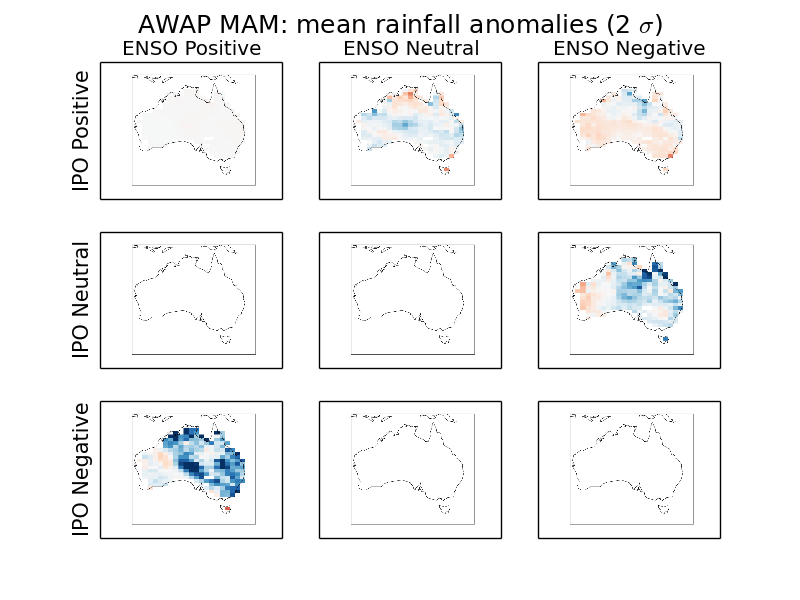 AWAP MAM: mean rainfall anomalies (2 σ)
ENSO Positive
ENSO Neutral
ENSO Negative
IPO Positive
IPO Neutral
IPO Negative